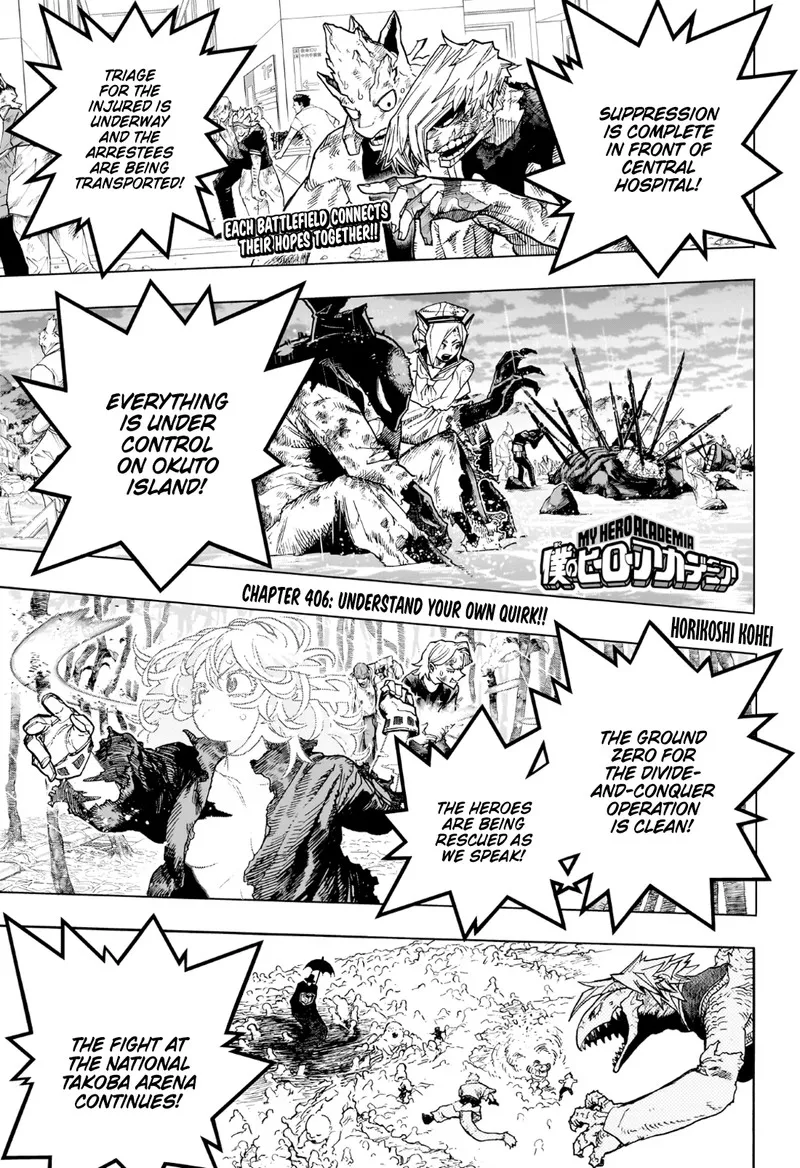 SUPPRESSION
IS COMPLETE
IN FRONT OF
CENTRAL
HOSPITAL!
TRIAGE
FOR THE
INJURED IS
UNDERWAY
AND THE
ARRESTEES
ARE BEING
TRANSPORTED!
EACH BATTLEFIELD CONNECTS
THEIR HOPES TOGETHER!!
EVERYTHING
IS UNDER
CONTROL
ON OKUTO
ISLAND!
MY HERO ACADEMIA
僕のヒーローアカデミア
CHAPTER 406: UNDERSTAND YOUR OWN QUIRK!!
HORIKOSHI KOHEI
THE GROUND
ZERO FOR
THE DIVIDE-
AND-CONQUER
OPERATION
IS CLEAN!
THE HEROES
ARE BEING
RESCUED AS
WE SPEAK!
THE FIGHT AT
THE NATIONAL
TAKOBA ARENA
CONTINUES!